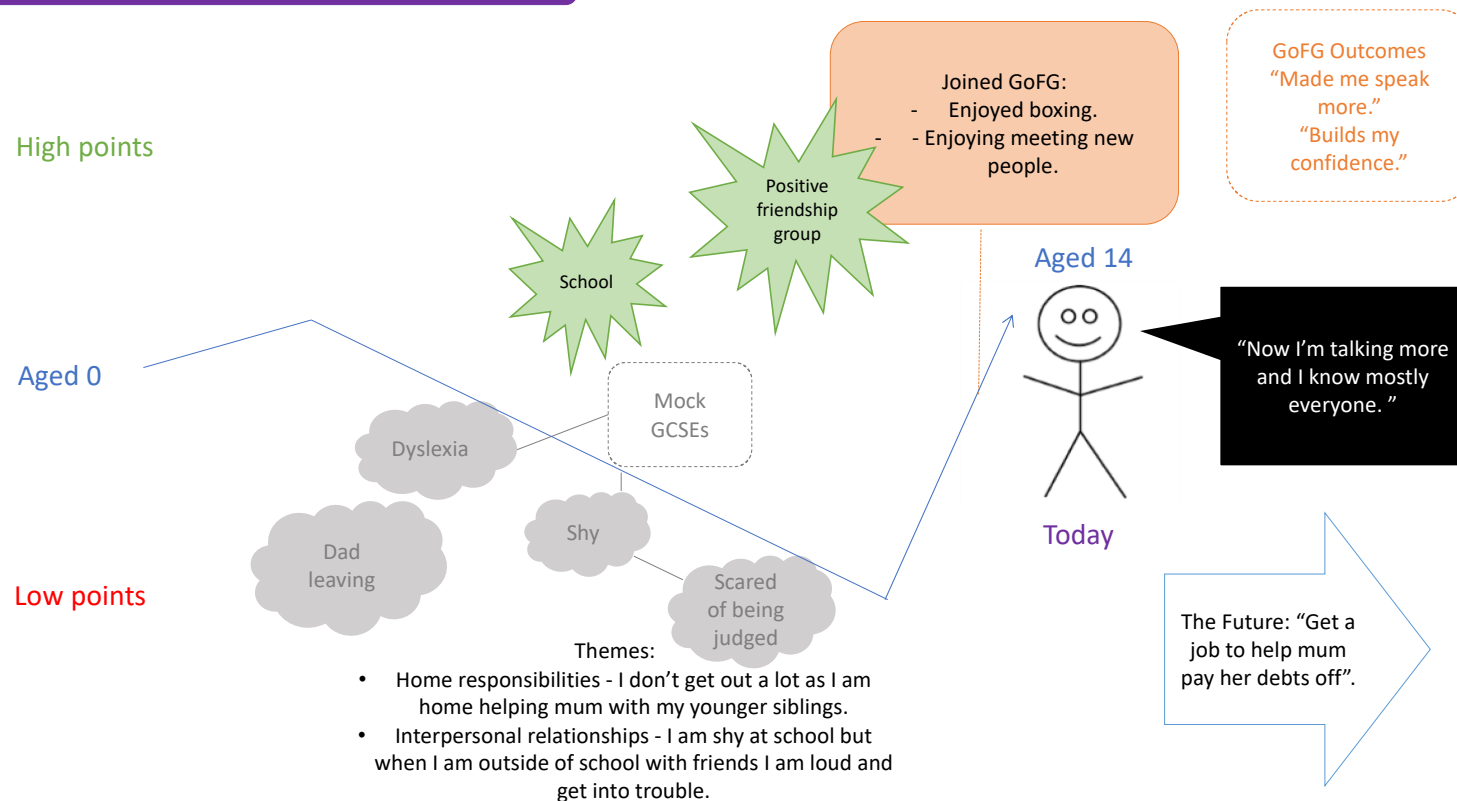 Joined GoFG:
- Enjoyed boxing.
- - Enjoying meeting new
people.
GoFG Outcomes
“Made me speak
more.”
“Builds my
confidence.”
High points
Positive
friendship
group
School
Aged 14
Aged 0
“Now I’m talking more
and I know mostly
everyone. ”
Mock
GCSEs
Dyslexia
Shy
Today
Dad
leaving
Low points
Scared
of being
judged
The Future: “Get a
job to help mum
pay her debts off”.
Themes:
• Home responsibilities - I don’t get out a lot as I am
home helping mum with my younger siblings.
• Interpersonal relationships - I am shy at school but
when I am outside of school with friends I am loud and
get into trouble.